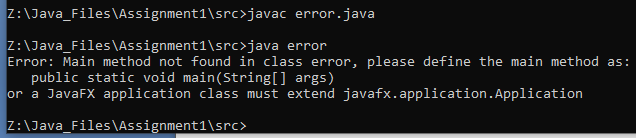 Z:\Java_Files\Assignment1\src>javac error.java
Z:\Java_Files\Assignment1\src>java error
Error: Main method not found in class error, please define the main method as:
   public static void main(String[] args)
or a JavaFX application class must extend javafx.application.Application
Z:\Java_Files\Assignment1\src>